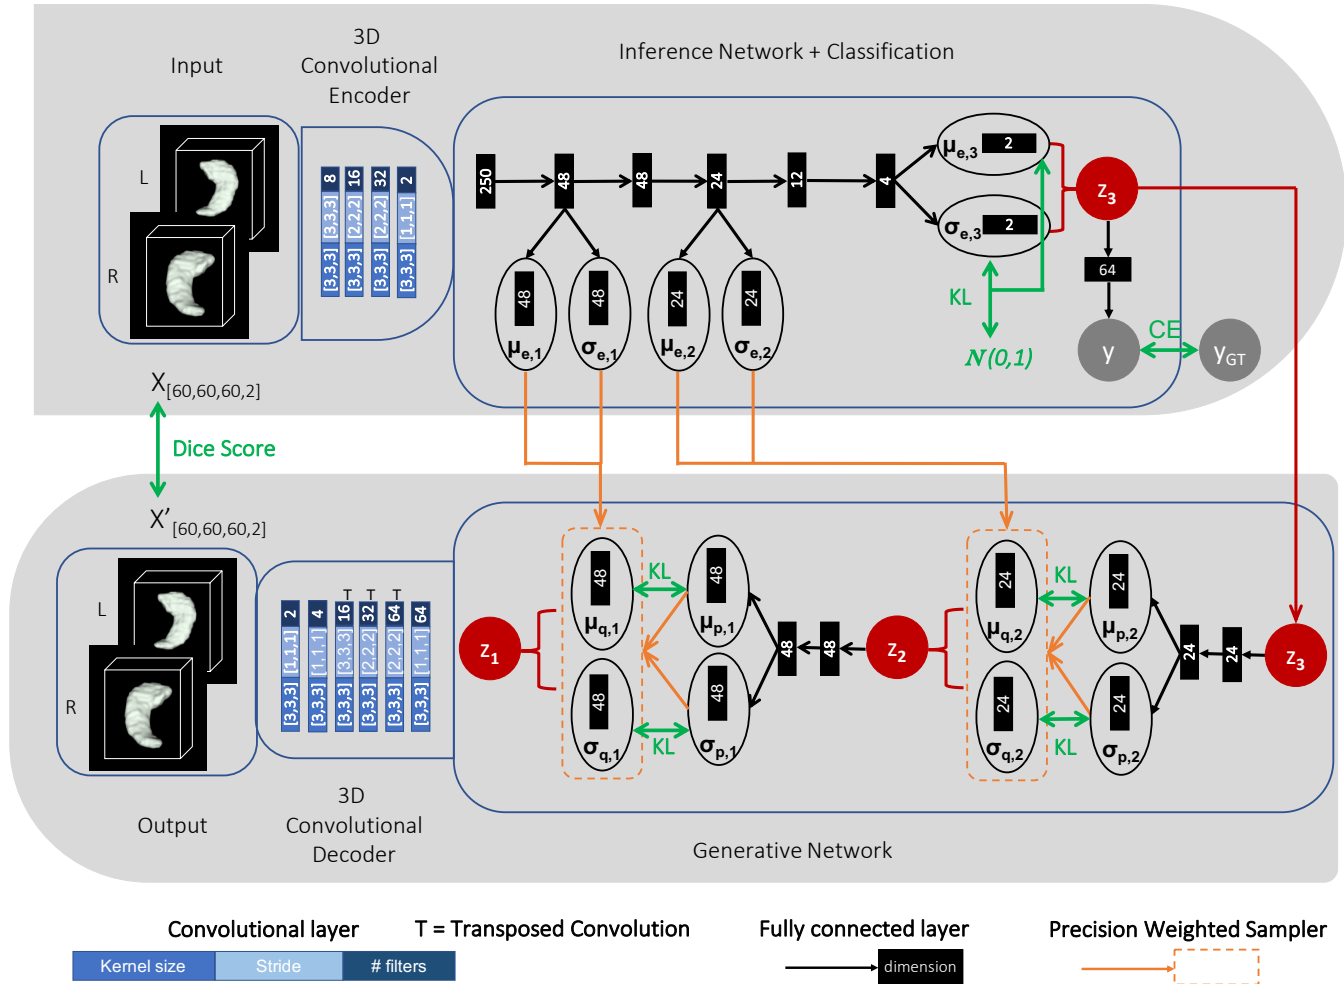 Input
3D
Convolutional
Encoder
Inference Network + Classification
L
R
8 [3,3,3] [3,3,3]
16 [2,2,2] [3,3,3]
32 [2,2,2] [3,3,3]
2 [1,1,1] [3,3,3]
250
48
48
24
12
4
μe,3 2
σe,3 2
z3
64
48 μe,1
48 σe,1
24 μe,2
24 σe,2
KL
N(0,1)
y
CE
yGT
X[60,60,60,2]
Dice Score
X’[60,60,60,2]
L
R
2 [1,1,1] [3,3,3]
4 [1,1,1] [3,3,3]
T 16 [3,3,3] [3,3,3]
T 32 [2,2,2] [3,3,3]
T 64 [2,2,2] [3,3,3]
64 [1,1,1] [3,3,3]
z1
48 μq,1
KL
48 μp,1
48 σq,1
KL
48 σp,1
48
48
z2
24 μq,2
KL
24 μp,2
24 σq,2
KL
24 σp,2
24
24
z3
Output
3D
Convolutional
Decoder
Generative Network
Convolutional layer
T = Transposed Convolution
Fully connected layer
Precision Weighted Sampler
Kernel size
Stride
# filters
dimension